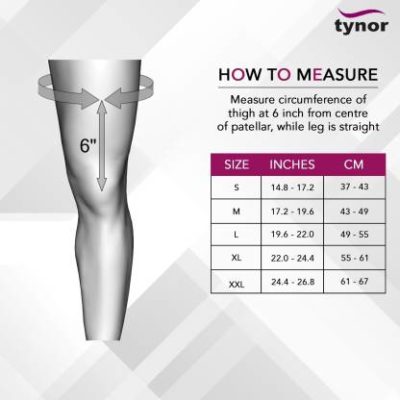 tynor
HOW TO MEASURE
Measure circumference of
thigh at 6 inch from centre
of patellar, while leg is straight
6"
SIZE INCHES CM
S 14.8 - 17.2 37 - 43
M 17.2 - 19.6 43 - 49
L 19.6 - 22.0 49 - 55
XL 22.0 - 24.4 55 - 61
XXL 24.4 - 26.8 61 - 67